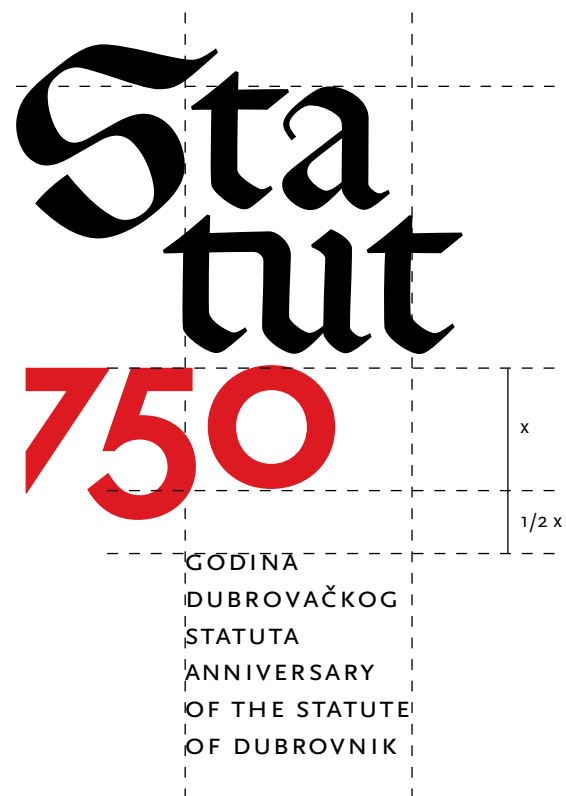 Sta
tut
750
x
1/2 x
GODINA
DUBROVAČKOG
STATUTA
ANNIVERSARY
OF THE STATUTE
OF DUBROVNIK